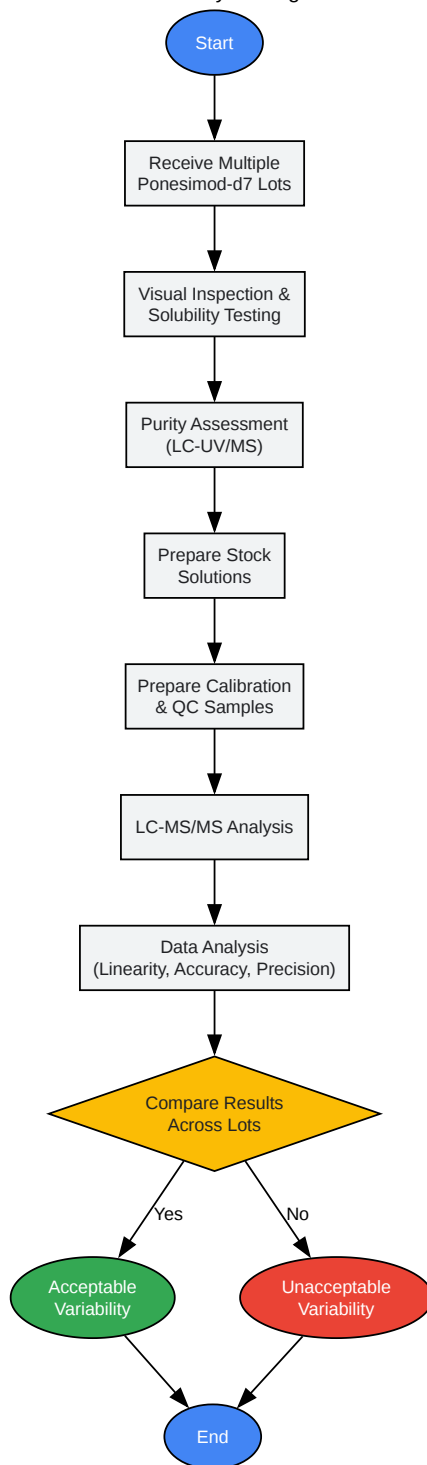 Start
Receive Multiple
Ponesimod-d7 Lots
Visual Inspection &
Solubility Testing
Purity Assessment
(LC-UV/MS)
Prepare Stock
Solutions
Prepare Calibration
& QC Samples
LC-MS/MS Analysis
Data Analysis
(Linearity, Accuracy, Precision)
Compare Results
Across Lots
Yes
No
Acceptable
Variability
Unacceptable
Variability
End